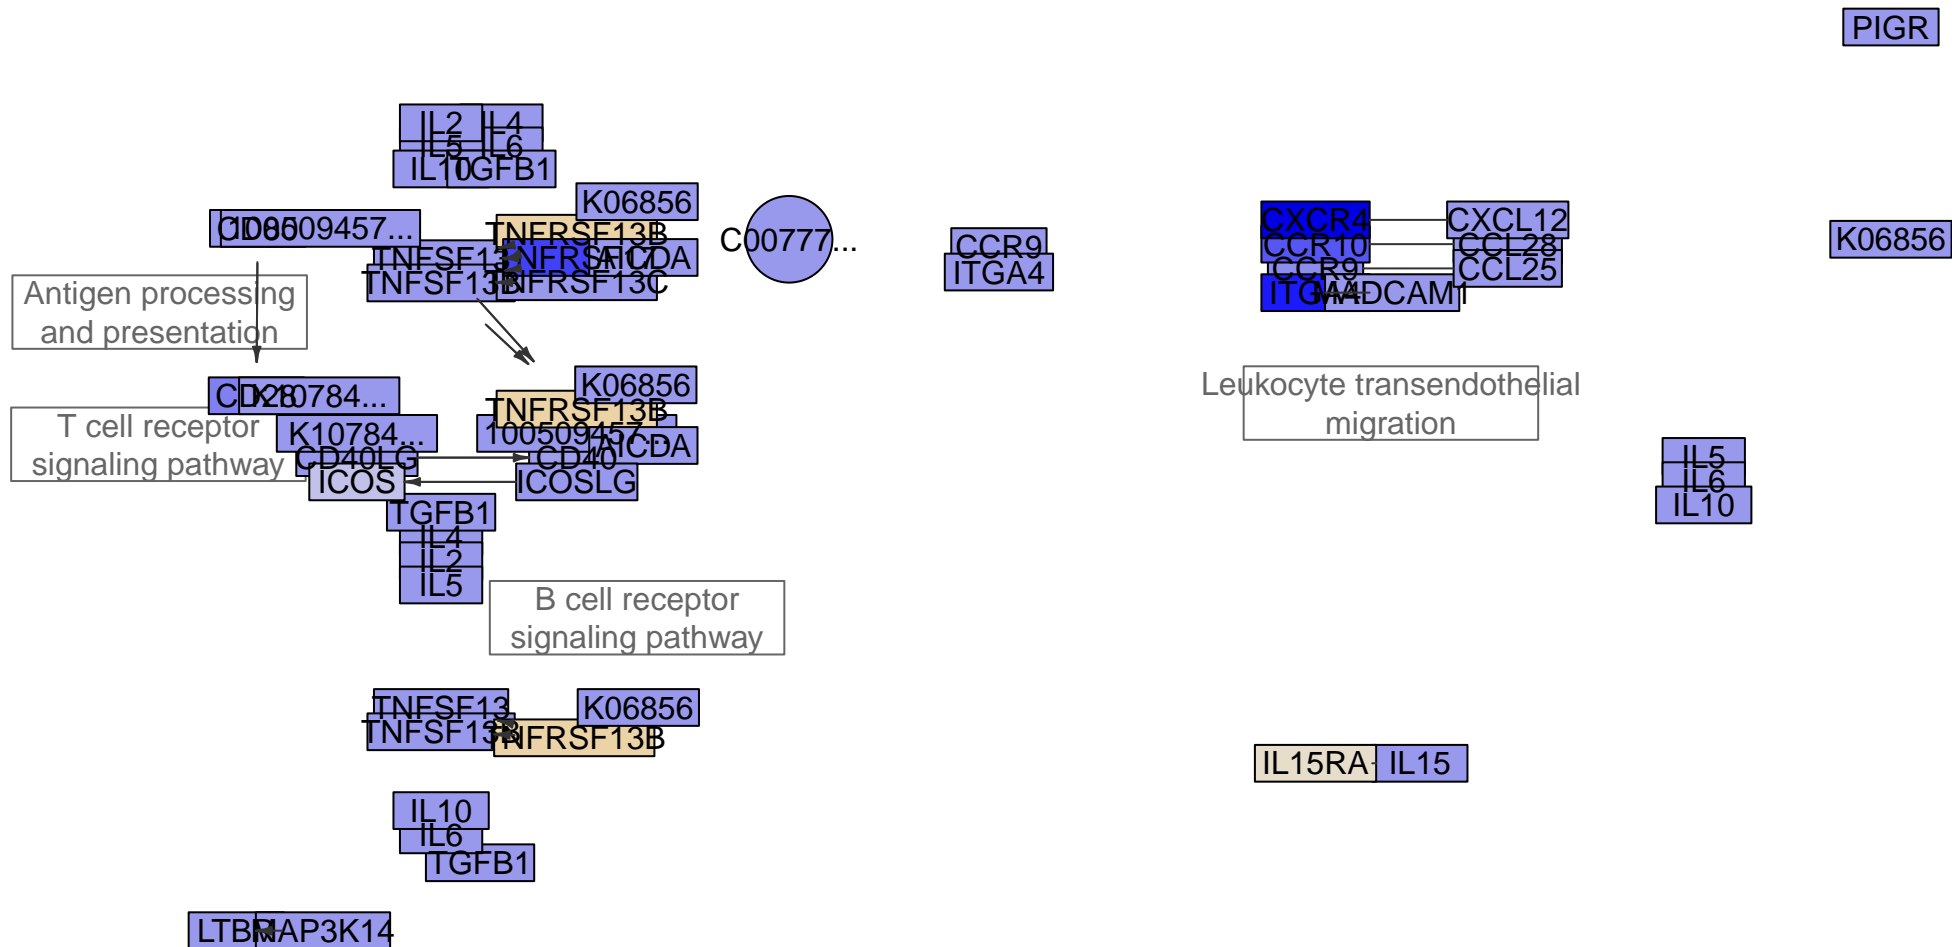 PIGR
IL2
IL4
IL5
IL6
IL10
TGFB1
K06856
CD86
100509457...
TNFRSF13B
TNFSF13
TNFRSF17
AICDA
TNFSF13B
TNFRSF13C
C00777...
CCR9
ITGA4
CXCR4
CXCL12
CCR10
CCL28
CCR9
CCL25
ITGA4
MADCAM1
K06856
Antigen processing
and presentation
K06856
CD28
K10784...
TNFRSF13B
Leukocyte transendothelial
migration
T cell receptor
signaling pathway
K10784...
100509457...
AICDA
CD40LG
CD40
ICOS
ICOSLG
IL5
IL6
IL10
TGFB1
IL4
IL2
IL5
B cell receptor
signaling pathway
TNFSF13
K06856
TNFSF13B
TNFRSF13B
IL15RA
IL15
IL10
IL6
TGFB1
LTBR
MAP3K14